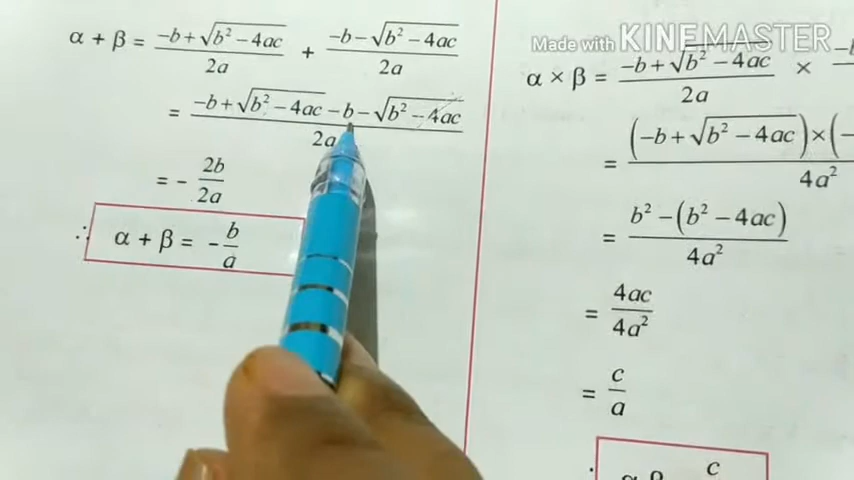 α + β = (-b + √(b² - 4ac))/2a + (-b - √(b² - 4ac))/2a
= (-b + √(b² - 4ac) - b - √(b² - 4ac))/2a
= - 2b/2a
∴ α + β = - b/a
Made with KINEMASTER
α × β = (-b + √(b² - 4ac))/2a ×
= (-b + √(b² - 4ac)) × (-
= (b² - (b² - 4ac))/4a²
= 4ac/4a²
= c/a